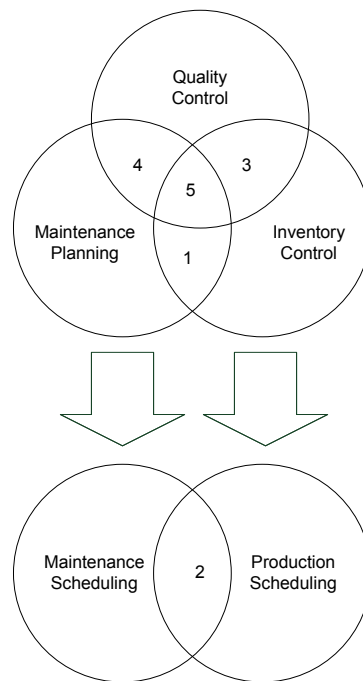 Quality
Control
4
3
5
Maintenance
Planning
Inventory
Control
1
Maintenance
Scheduling
2
Production
Scheduling